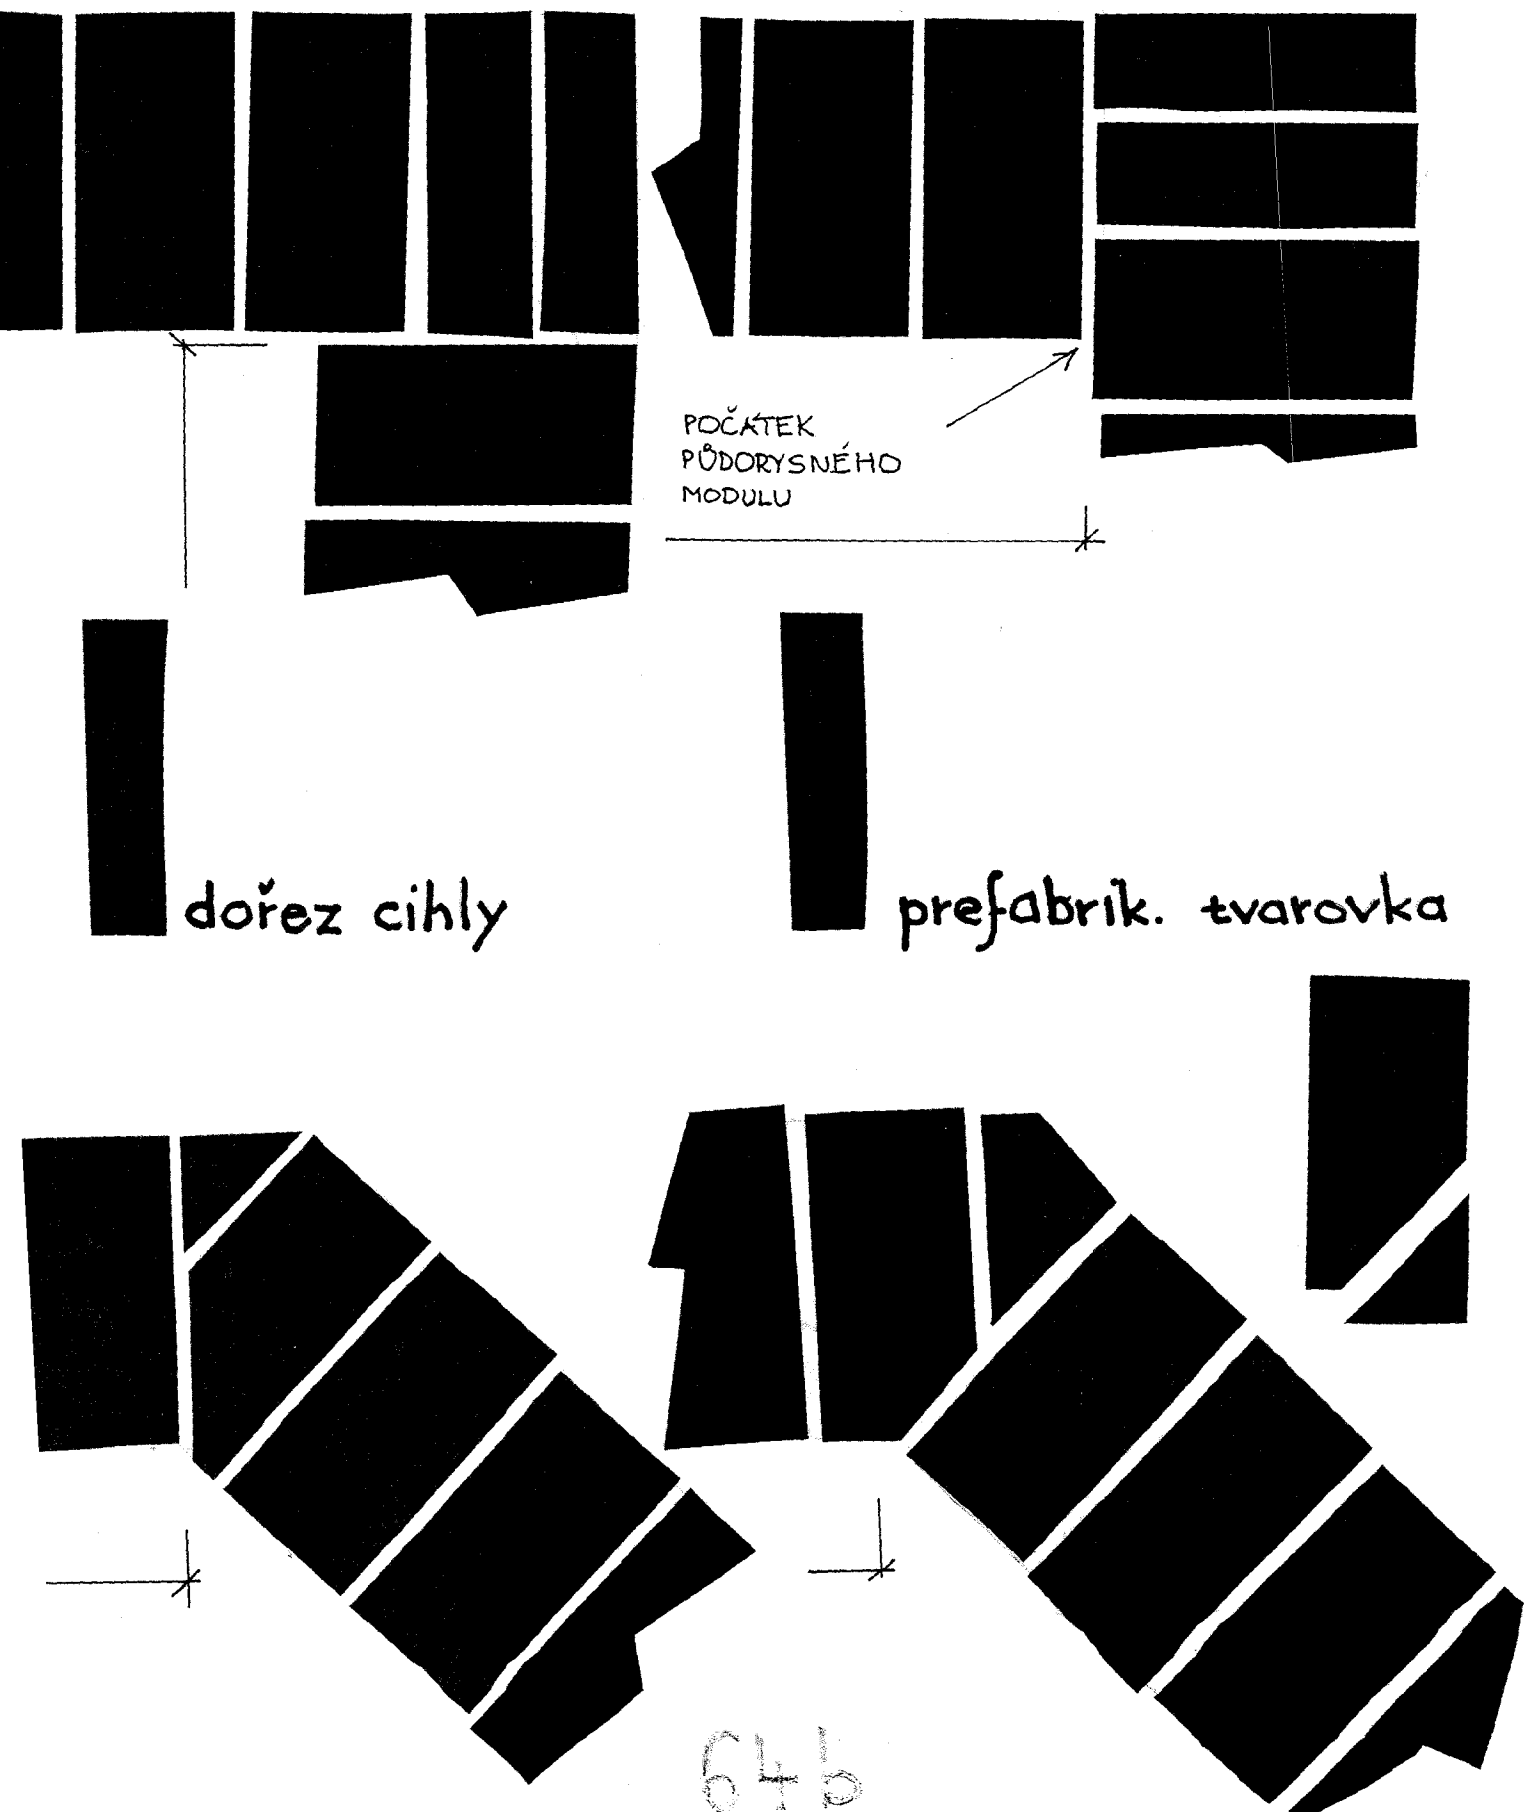 POČÁTEK
PŮDORYSNÉHO
MODULU
dořez cihly
prefabrik. tvarovka
64b